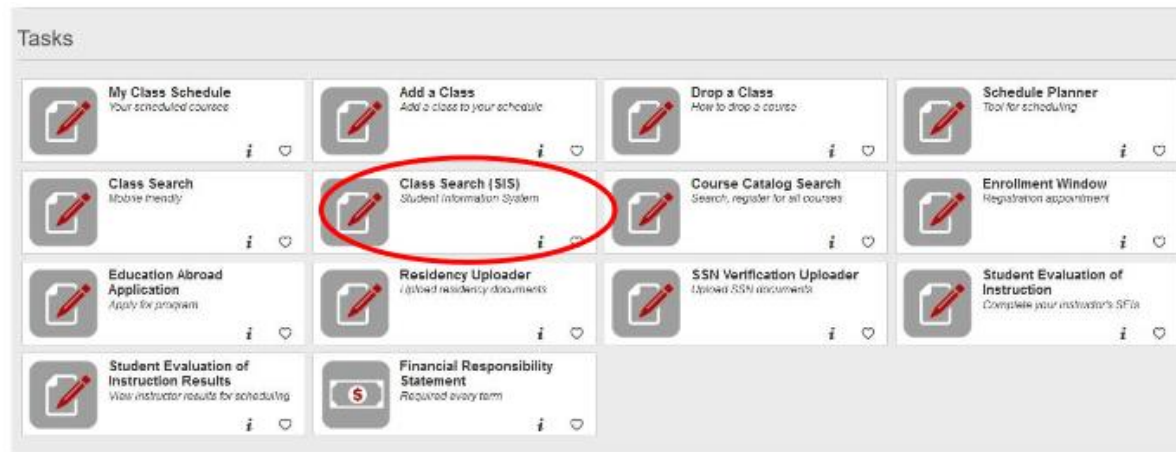 Tasks
My Class Schedule
Your scheduled courses
i
Add a Class
Add a class to your schedule
i
Drop a Class
How to drop a course
i
Schedule Planner
Tool for scheduling
i
Class Search
Mobile friendly
i
Class Search (SIS)
Student Information System
i
Course Catalog Search
Search, register for all courses
i
Enrollment Window
Registration appointment
i
Education Abroad
Application
Apply for program
i
Residency Uploader
Upload residency documents
i
SSN Verification Uploader
Upload SSN documents
i
Student Evaluation of
Instruction
Complete your instructor's SEIs
i
Student Evaluation of
Instruction Results
View instructor results for scheduling
i
$
Financial Responsibility
Statement
Required every term
i